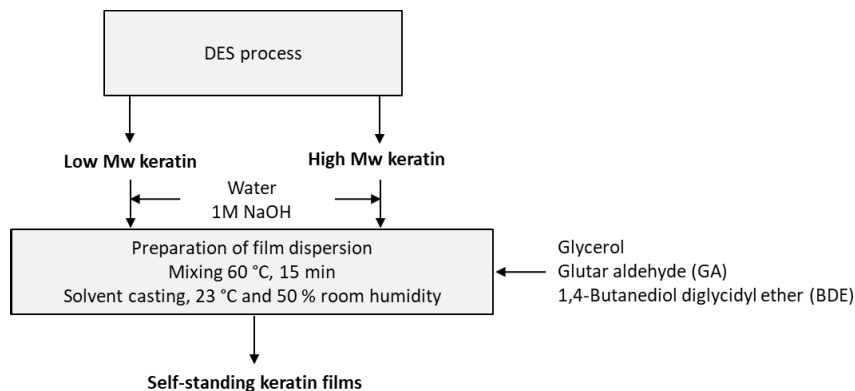 DES process
Low Mw keratin
High Mw keratin
Water
1M NaOH
Preparation of film dispersion
Mixing 60 °C, 15 min
Solvent casting, 23 °C and 50 % room humidity
Glycerol
Glutar aldehyde (GA)
1,4-Butanediol diglycidyl ether (BDE)
Self-standing keratin films